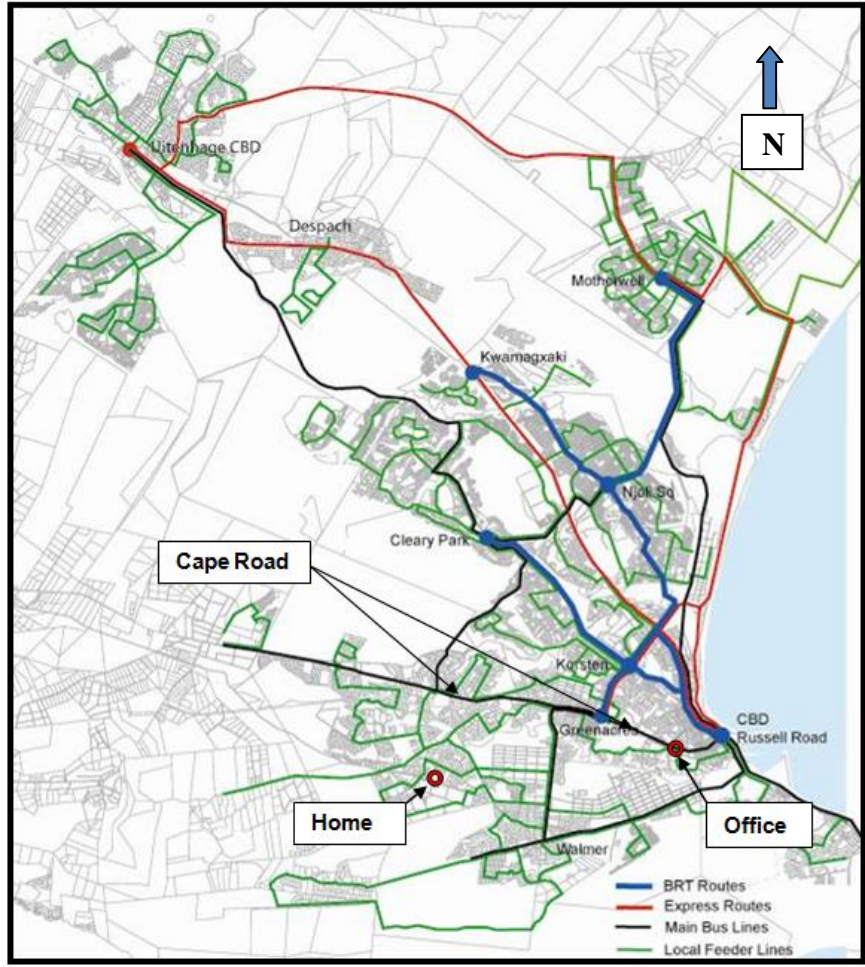 N
Uitenhage CBD
Despach
Motherwell
Kwamagxaki
Njoli Sq
Cleary Park
Cape Road
Korsten
Greenacres
CBD
Russell Road
Home
Office
Walmer
BRT Routes
Express Routes
Main Bus Lines
Local Feeder Lines